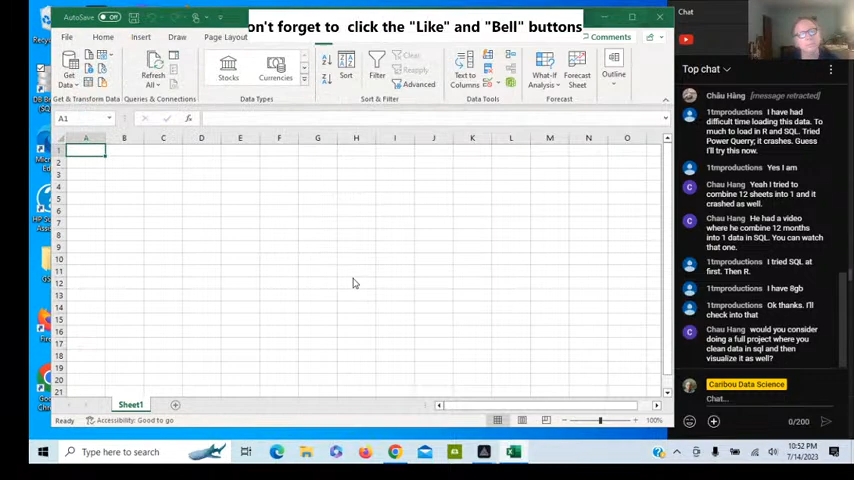 AutoSave Off
on't forget to click the "Like" and "Bell" buttons
File Home Insert Draw Page Layout
Comments
Get Data
Refresh All
Stocks Currencies
Sort Filter
Clear
Reapply
Advanced
Text to Columns
What-If Analysis
Forecast Sheet
Outline
Get & Transform Data Queries & Connections Data Types Sort & Filter Data Tools Forecast
A1 fx
A B C D E F G H I J K L M N O
1
2
3
4
5
6
7
8
9
10
11
12
13
14
15
16
17
18
19
20
21
Sheet1
Ready Accessibility: Good to go 100%
Type here to search
10:52 PM
7/14/2023
Chat
Top chat
Châu Hằng [message retracted]
1tmproductions I have had
difficult time loading this data. To
much to load in R and SQL. Tried
Power Querry; it crashes. Guess
I'll try this now.
1tmproductions Yes I am
Chau Hang Yeah I tried to
combine 12 sheets into 1 and it
crashed as well.
Chau Hang He had a video
where he combine 12 months
into 1 data in SQL. You can watch
that one.
1tmproductions I tried SQL at
first. Then R.
1tmproductions I have 8gb
1tmproductions Ok thanks. I'll
check into that
Chau Hang would you consider
doing a full project where you
clean data in sql and then
visualize it as well?
Caribou Data Science
Chat...
0/200